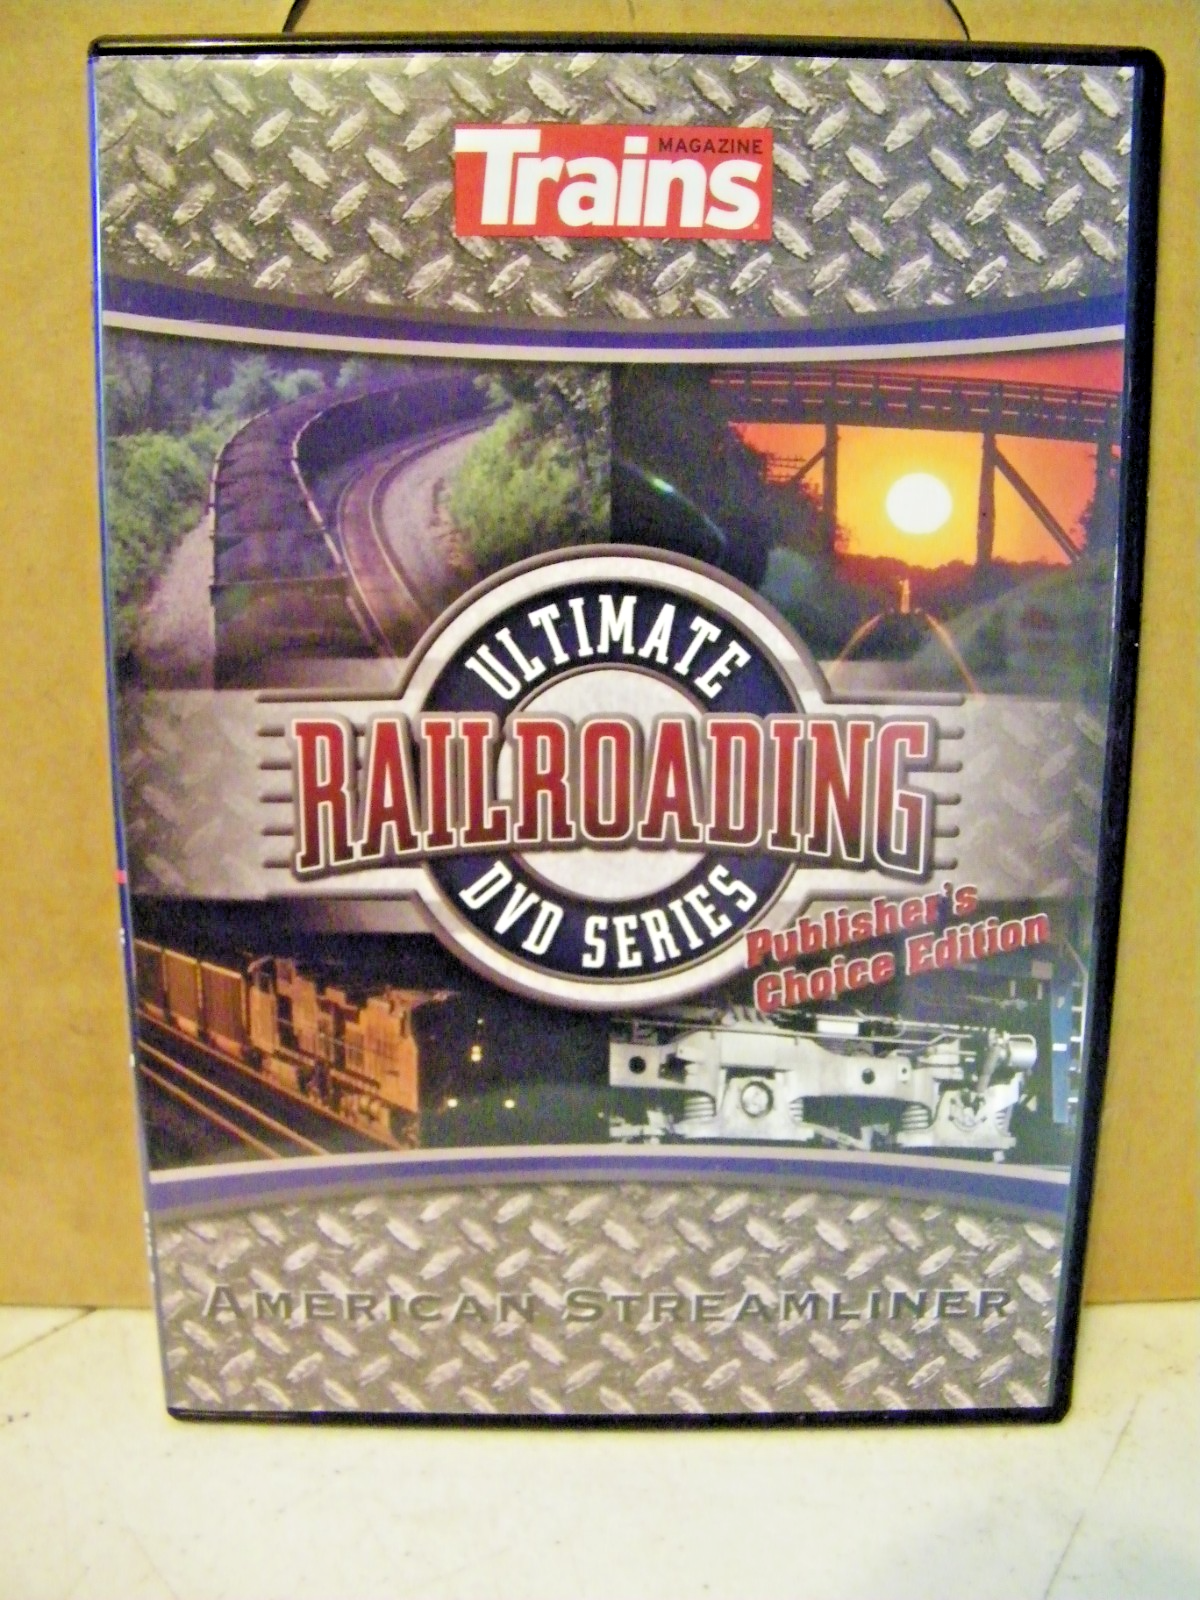 MAGAZINE
Trains
ULTIMATE
RAILROADING
DVD SERIES
Publisher's
Choice Edition
AMERICAN STREAMLINER